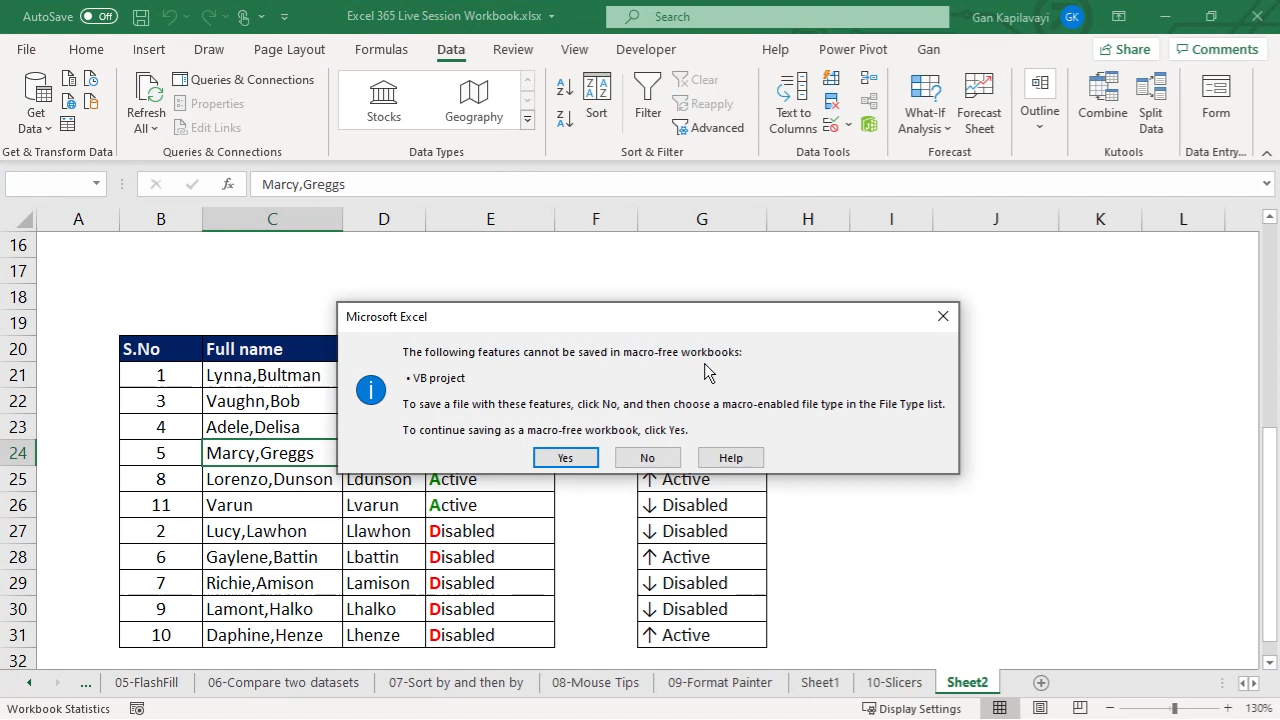 AutoSave Off Excel 365 Live Session Workbook.xlsx Search Gan Kapilavayi GK
File Home Insert Draw Page Layout Formulas Data Review View Developer Help Power Pivot Gan Share Comments
Get Data
Refresh All
Queries & Connections
Properties
Edit Links
Stocks
Geography
Sort
Filter
Clear
Reapply
Advanced
Text to Columns
What-If Analysis
Forecast Sheet
Outline
Combine
Split Data
Form
Get & Transform Data Queries & Connections Data Types Sort & Filter Data Tools Forecast Kutools Data Entry...
fx Marcy,Greggs
A B C D E F G H I J K L
16
17
18
19
20 S.No Full name
21 1 Lynna,Bultman
22 3 Vaughn,Bob
23 4 Adele,Delisa
24 5 Marcy,Greggs
25 8 Lorenzo,Dunson Ldunson Active ↑ Active
26 11 Varun Lvarun Active ↓ Disabled
27 2 Lucy,Lawhon Llawhon Disabled ↓ Disabled
28 6 Gaylene,Battin Lbattin Disabled ↑ Active
29 7 Richie,Amison Lamison Disabled ↓ Disabled
30 9 Lamont,Halko Lhalko Disabled ↓ Disabled
31 10 Daphine,Henze Lhenze Disabled ↑ Active
32
Microsoft Excel
The following features cannot be saved in macro-free workbooks:
• VB project
To save a file with these features, click No, and then choose a macro-enabled file type in the File Type list.
To continue saving as a macro-free workbook, click Yes.
Yes No Help
... 05-FlashFill 06-Compare two datasets 07-Sort by and then by 08-Mouse Tips 09-Format Painter Sheet1 10-Slicers Sheet2
Workbook Statistics Display Settings 130%